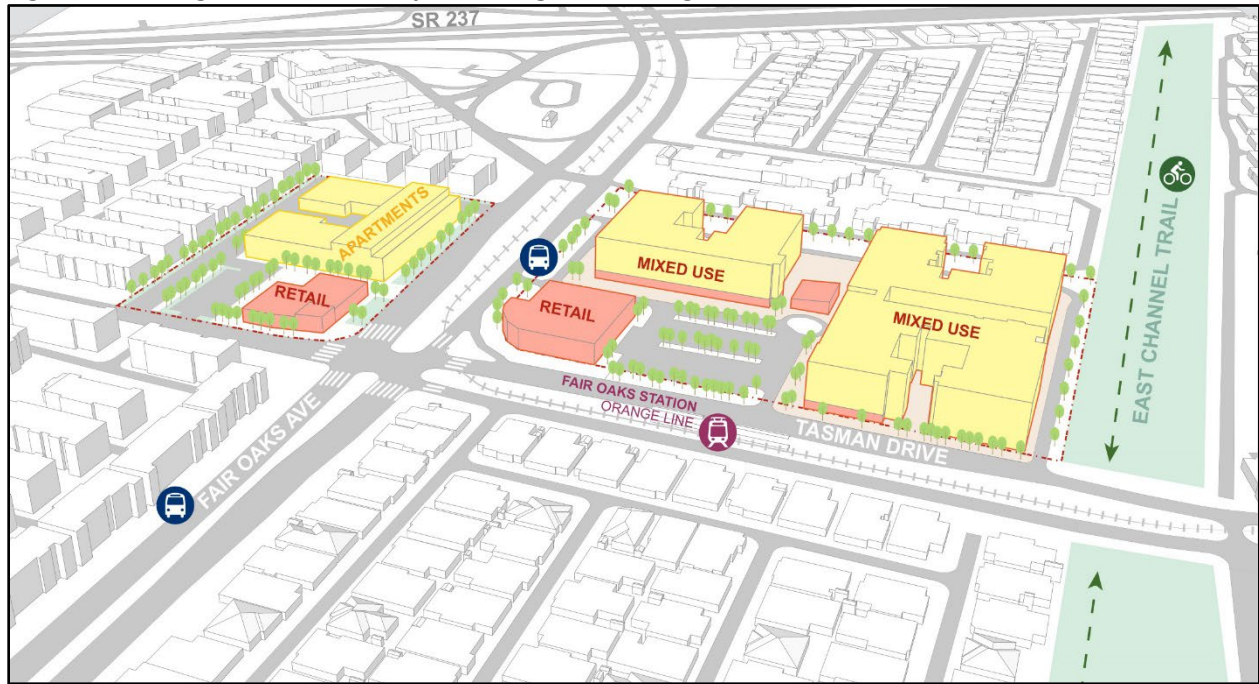 SR 237
APARTMENTS
RETAIL
MIXED USE
RETAIL
MIXED USE
EAST CHANNEL TRAIL
FAIR OAKS STATION
ORANGE LINE
TASMAN DRIVE
FAIR OAKS AVE